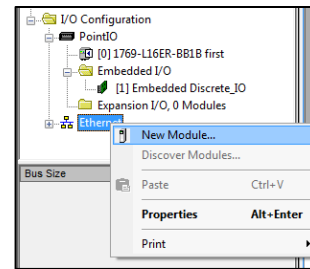 I/O Configuration
PointIO
[0] 1769-L16ER-BB1B first
Embedded I/O
[1] Embedded Discrete_IO
Expansion I/O, 0 Modules
Ethernet
New Module...
Discover Modules...
Bus Size
Paste Ctrl+V
Properties Alt+Enter
Print